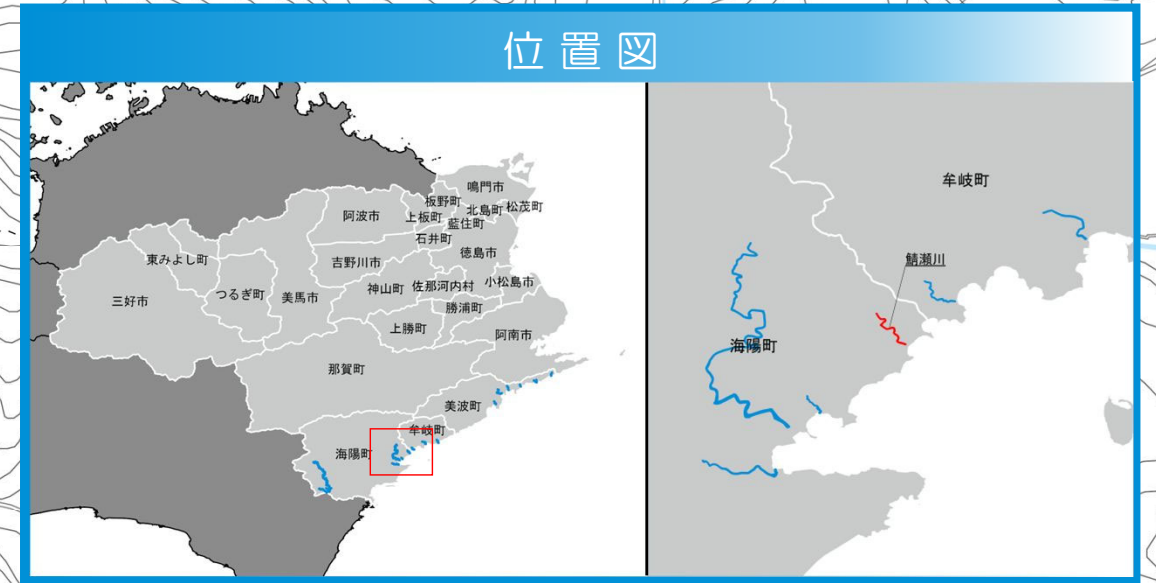 位置図
鳴門市
板野町
北島町
松茂町
阿波市
上板町
藍住町
石井町
徳島市
東みよし町
吉野川市
神山町
佐那河内村
小松島市
三好市
つるぎ町
美馬市
勝浦町
上勝町
阿南市
那賀町
美波町
牟岐町
海陽町
牟岐町
鯖瀬川
海陽町